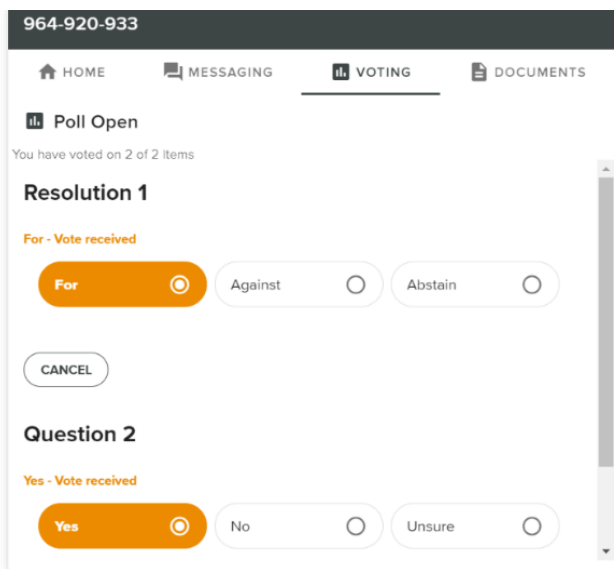 964-920-933
HOME MESSAGING VOTING DOCUMENTS
Poll Open
You have voted on 2 of 2 items
Resolution 1
For - Vote received
For Against Abstain
CANCEL
Question 2
Yes - Vote received
Yes No Unsure